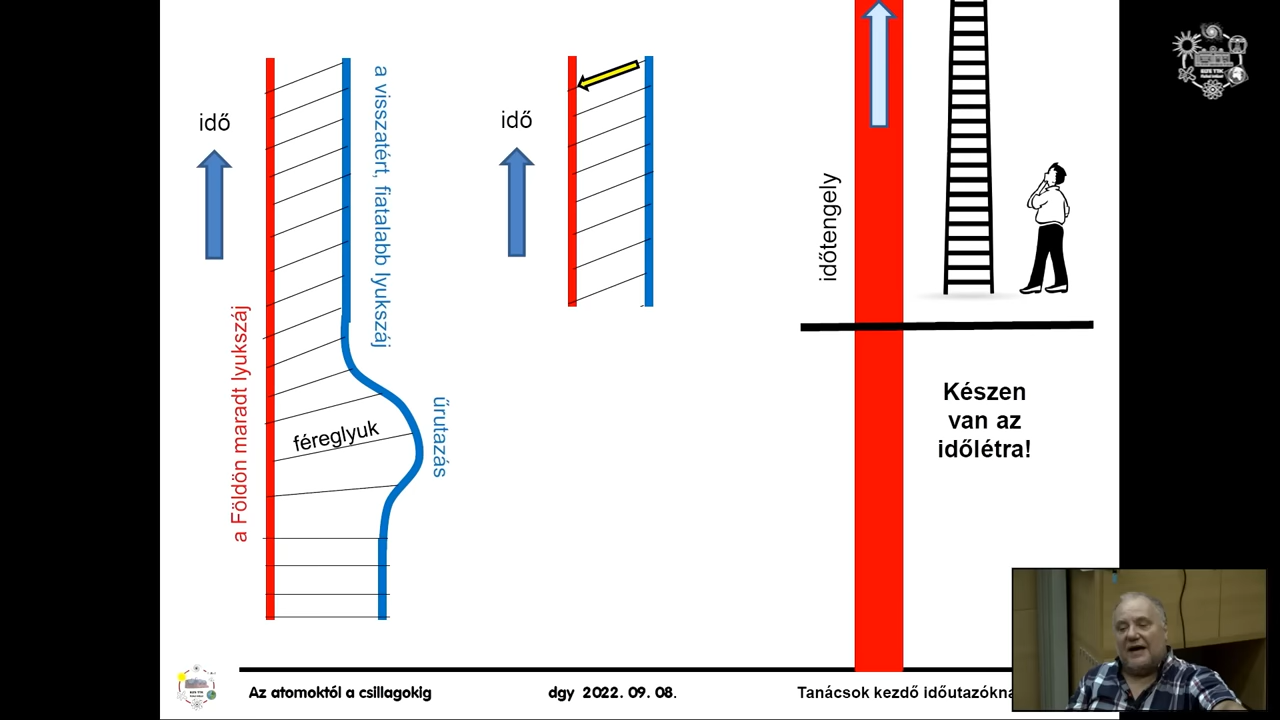 idő
a visszatért, fiatalabb lyukszáj
a Földön maradt lyukszáj
féreglyuk
űrutazás
idő
időtengely
Készen
van az
időlétra!
Az atomoktól a csillagokig
dgy 2022. 09. 08.
Tanácsok kezdő